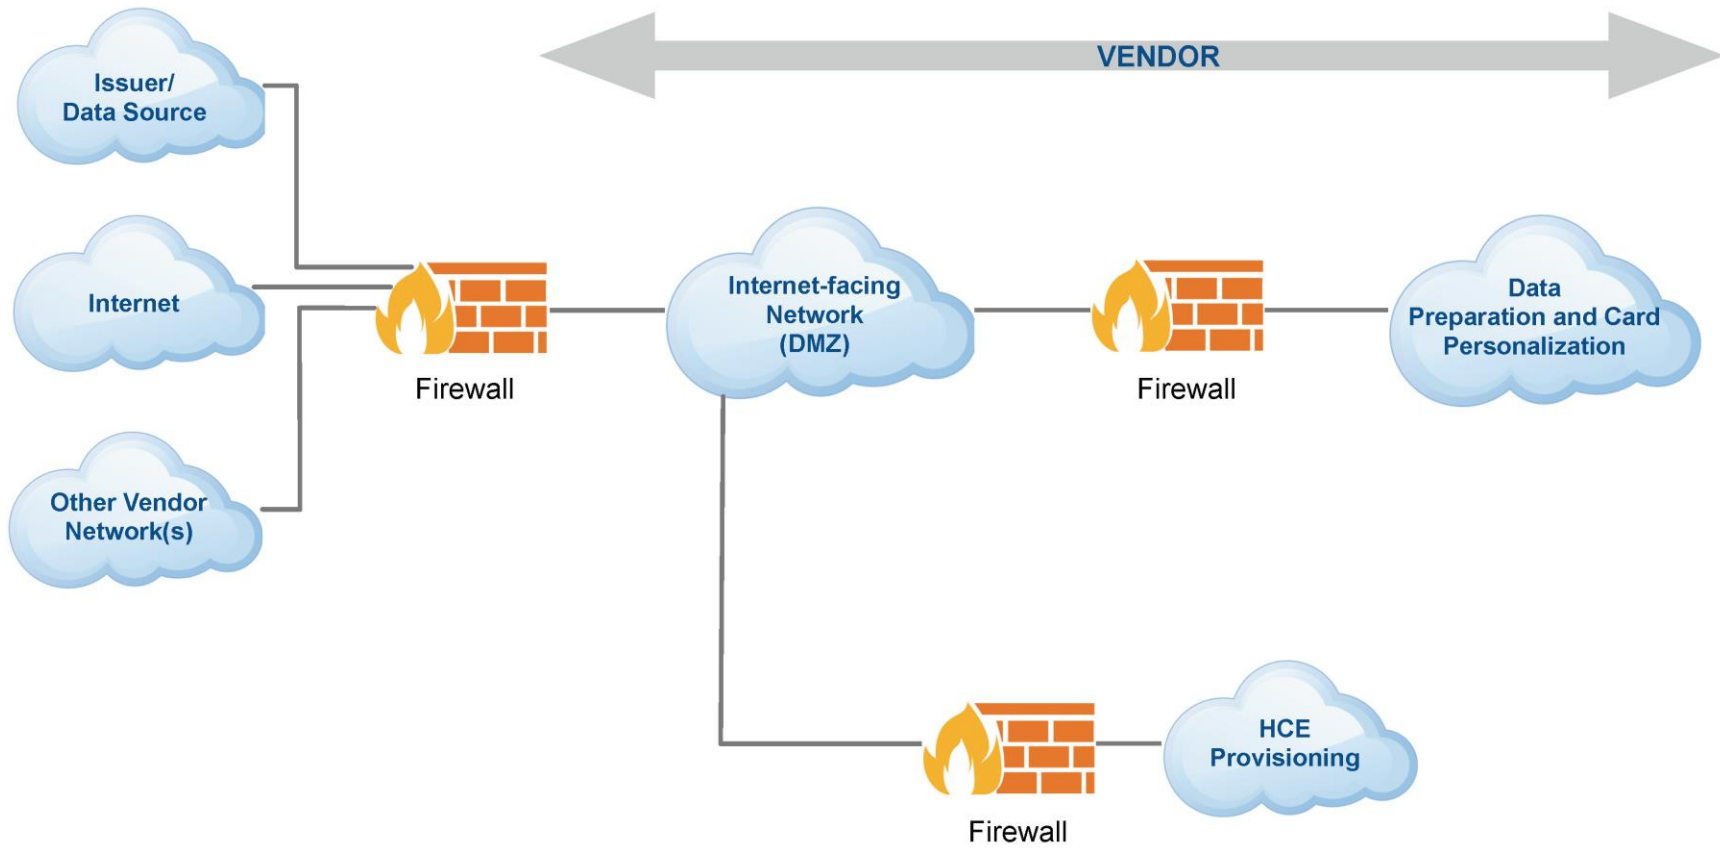 VENDOR
Issuer/
Data Source
Internet
Other Vendor
Network(s)
Firewall
Internet-facing
Network
(DMZ)
Firewall
Data
Preparation and Card
Personalization
Firewall
HCE
Provisioning